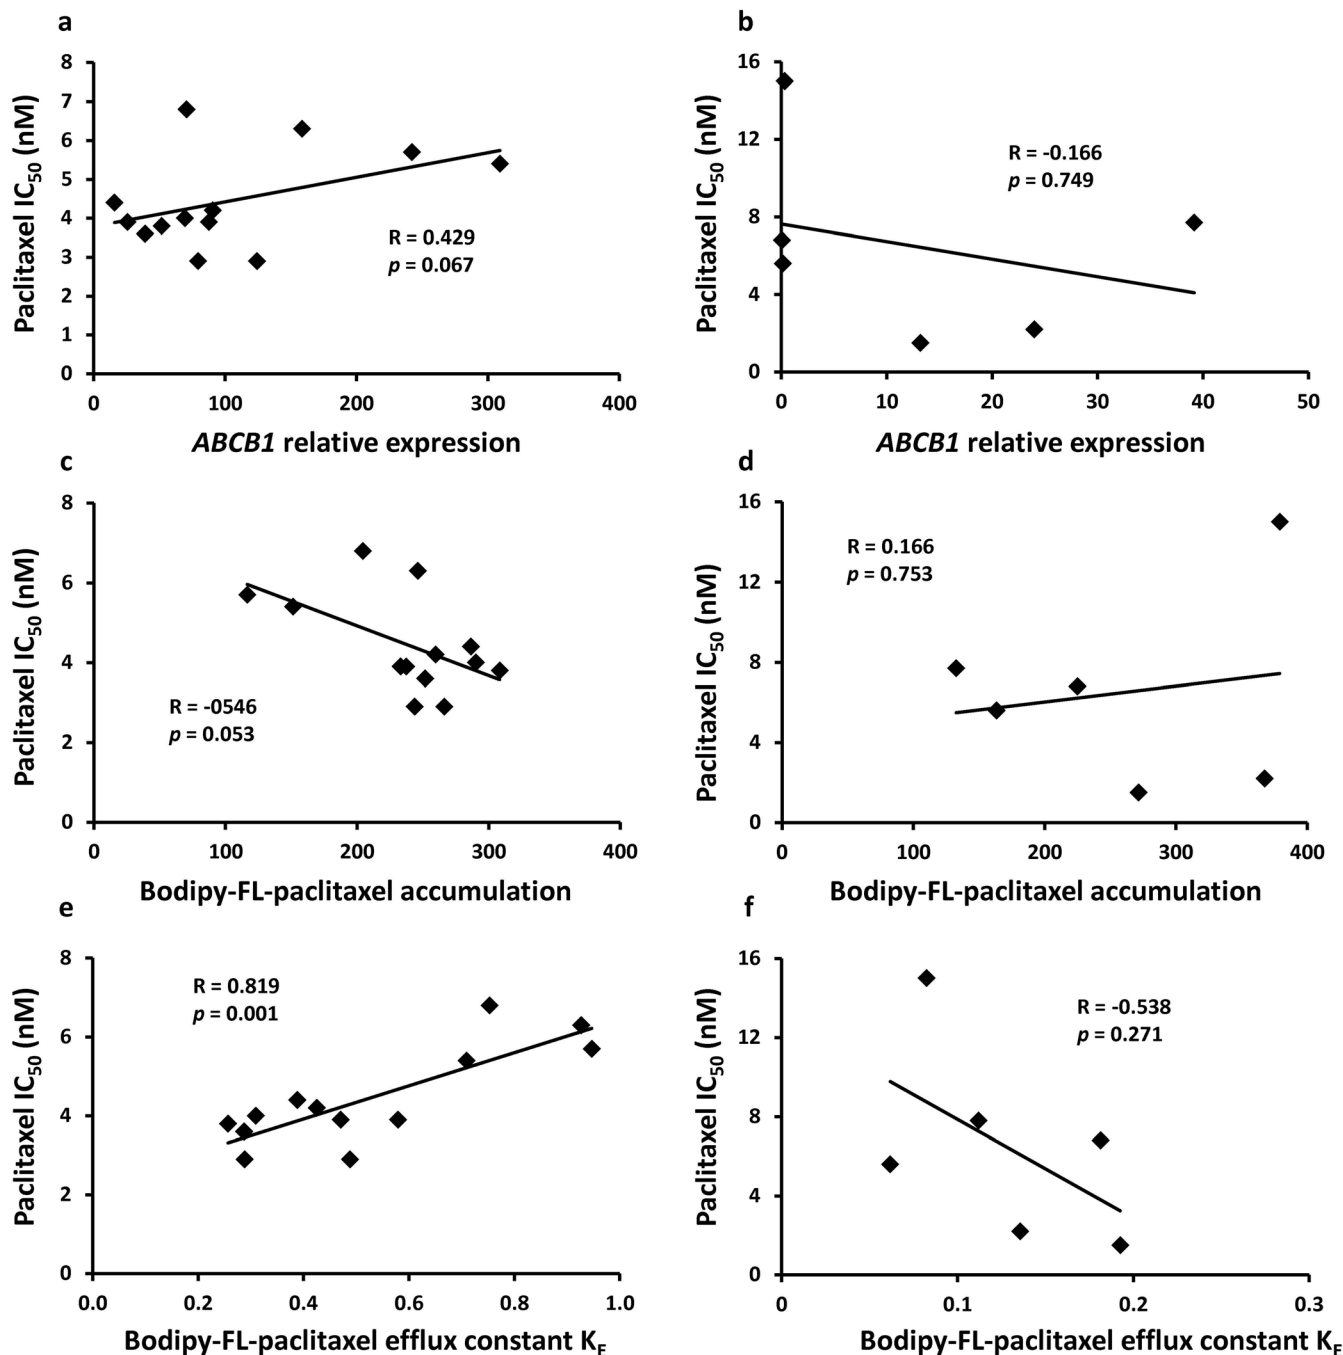 a
Paclitaxel IC50 (nM)
8
7
6
5
4
3
2
1
0
R = 0.429
p = 0.067
0 100 200 300 400
ABCB1 relative expression
b
Paclitaxel IC50 (nM)
16
12
8
4
0
R = -0.166
p = 0.749
0 10 20 30 40 50
ABCB1 relative expression
c
Paclitaxel IC50 (nM)
8
6
4
2
0
R = -0546
p = 0.053
0 100 200 300 400
Bodipy-FL-paclitaxel accumulation
d
Paclitaxel IC50 (nM)
16
12
8
4
0
R = 0.166
p = 0.753
0 100 200 300 400
Bodipy-FL-paclitaxel accumulation
e
Paclitaxel IC50 (nM)
8
6
4
2
0
R = 0.819
p = 0.001
0.0 0.2 0.4 0.6 0.8 1.0
Bodipy-FL-paclitaxel efflux constant KE
f
Paclitaxel IC50 (nM)
16
12
8
4
0
R = -0.538
p = 0.271
0 0.1 0.2 0.3
Bodipy-FL-paclitaxel efflux constant KE